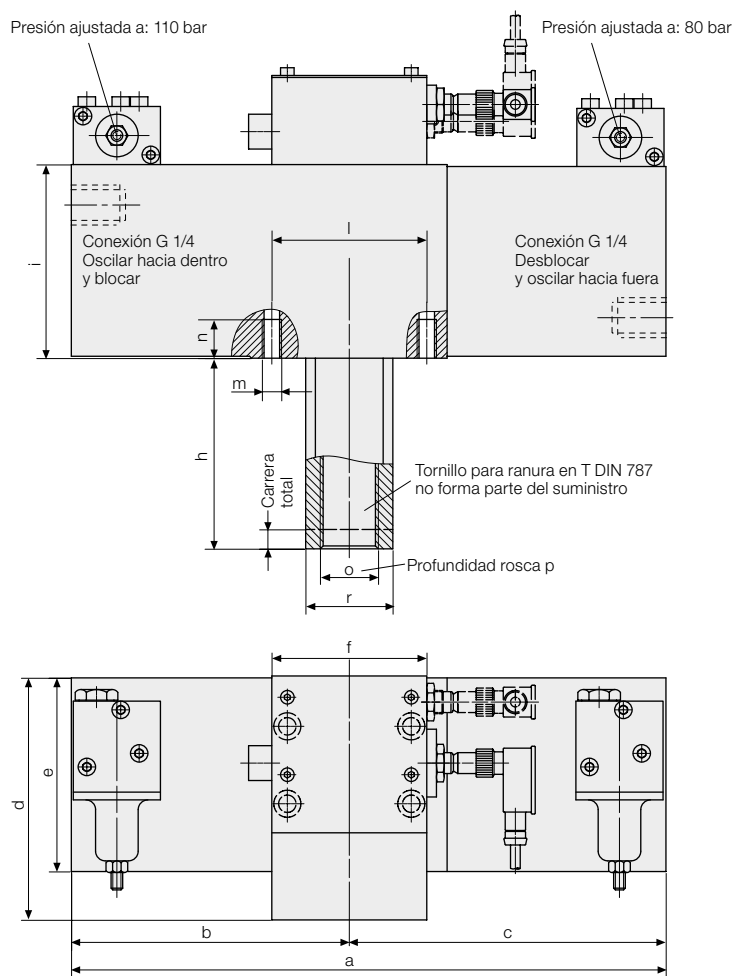 Presión ajustada a: 110 bar
Presión ajustada a: 80 bar
Conexión G 1/4
Oscilar hacia dentro
y blocar
l
Conexión G 1/4
Desblocar
y oscilar hacia fuera
i
n
m
h
Carrera
total
Tornillo para ranura en T DIN 787
no forma parte del suministro
o
Profundidad rosca p
r
f
e
d
b
c
a